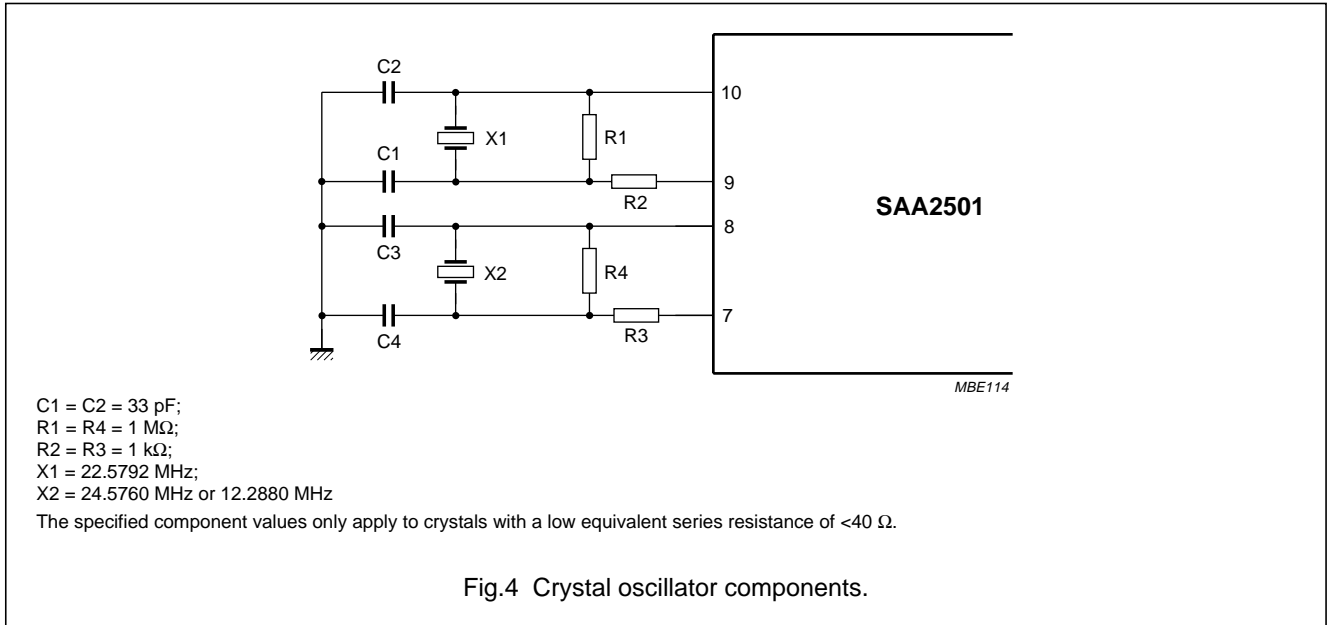 C2
10
X1
R1
C1
9
R2
SAA2501
8
C3
X2
R4
7
C4
R3
MBE114
C1 = C2 = 33 pF;
R1 = R4 = 1 MΩ;
R2 = R3 = 1 kΩ;
X1 = 22.5792 MHz;
X2 = 24.5760 MHz or 12.2880 MHz
The specified component values only apply to crystals with a low equivalent series resistance of <40 Ω.
Fig.4 Crystal oscillator components.